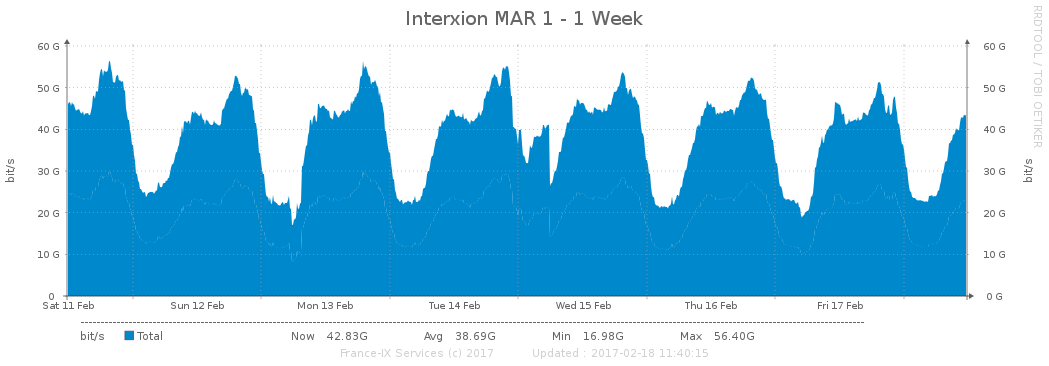 Interxion MAR 1 - 1 Week
RRDTOOL / TOBI OETIKER
bit/s
bit/s
60 G 60 G
50 G 50 G
40 G 40 G
30 G 30 G
20 G 20 G
10 G 10 G
0 0 G
Sat 11 Feb Sun 12 Feb Mon 13 Feb Tue 14 Feb Wed 15 Feb Thu 16 Feb Fri 17 Feb
bit/s Total Now 42.83G Avg 38.69G Min 16.98G Max 56.40G
France-IX Services (c) 2017 Updated : 2017-02-18 11:40:15